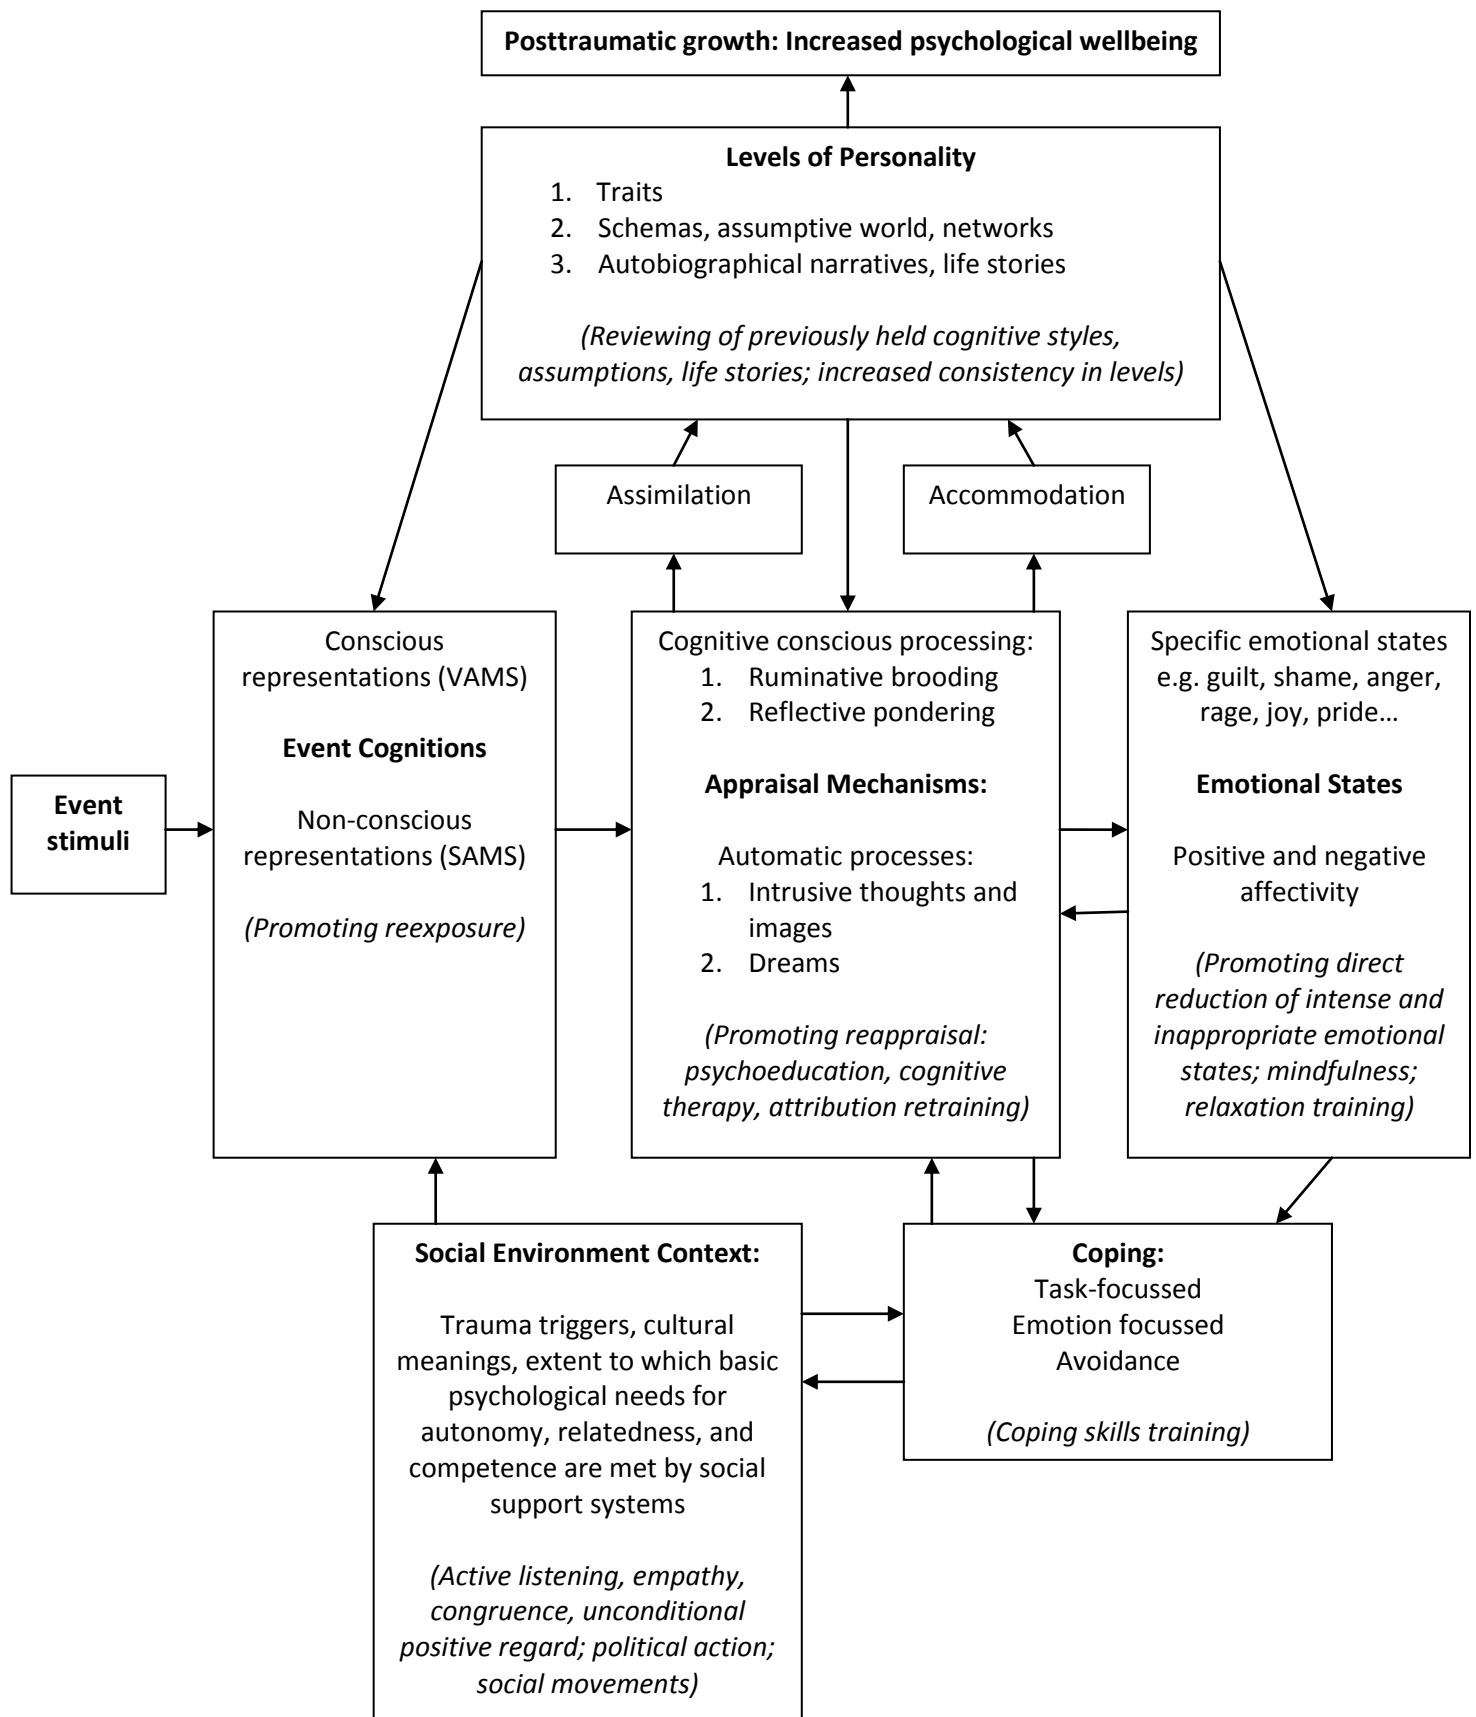 Posttraumatic growth: Increased psychological wellbeing
Levels of Personality
1. Traits
2. Schemas, assumptive world, networks
3. Autobiographical narratives, life stories
(Reviewing of previously held cognitive styles,
assumptions, life stories; increased consistency in levels)
Assimilation
Accommodation
Event
stimuli
Conscious
representations (VAMS)
Event Cognitions
Non-conscious
representations (SAMS)
(Promoting reexposure)
Cognitive conscious processing:
1. Ruminative brooding
2. Reflective pondering
Appraisal Mechanisms:
Automatic processes:
1. Intrusive thoughts and
images
2. Dreams
(Promoting reappraisal:
psychoeducation, cognitive
therapy, attribution retraining)
Specific emotional states
e.g. guilt, shame, anger,
rage, joy, pride…
Emotional States
Positive and negative
affectivity
(Promoting direct
reduction of intense and
inappropriate emotional
states; mindfulness;
relaxation training)
Social Environment Context:
Trauma triggers, cultural
meanings, extent to which basic
psychological needs for
autonomy, relatedness, and
competence are met by social
support systems
(Active listening, empathy,
congruence, unconditional
positive regard; political action;
social movements)
Coping:
Task-focussed
Emotion focussed
Avoidance
(Coping skills training)